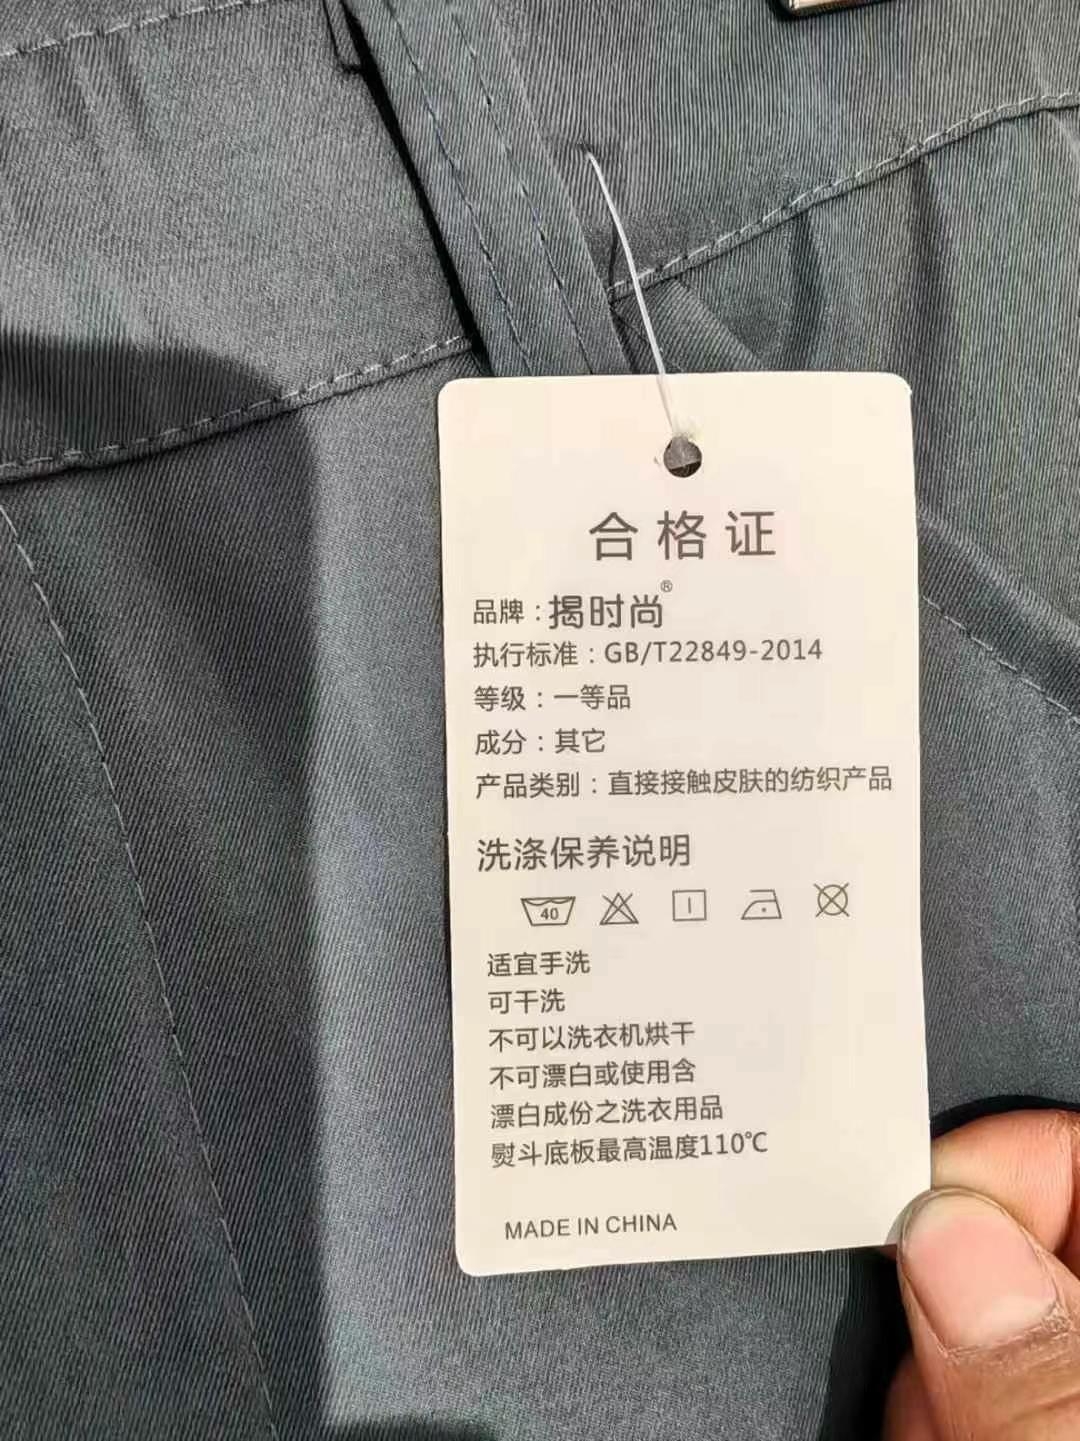 合格证
品牌：揭时尚®
执行标准：GB/T22849-2014
等级：一等品
成分：其它
产品类别：直接接触皮肤的纺织产品
洗涤保养说明
40
适宜手洗
可干洗
不可以洗衣机烘干
不可漂白或使用含
漂白成份之洗衣用品
熨斗底板最高温度110℃
MADE IN CHINA